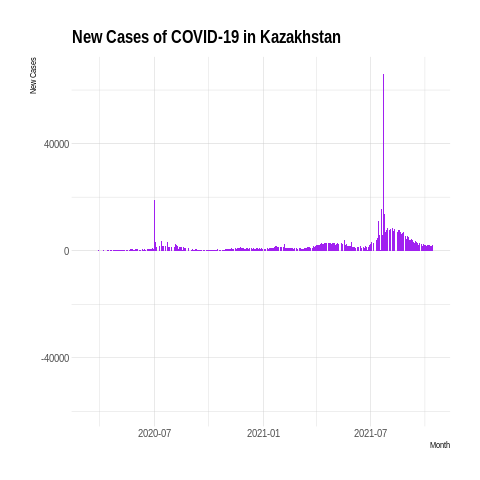 New Cases of COVID-19 in Kazakhstan
New Cases
40000
0
-40000
2020-07
2021-01
2021-07
Month